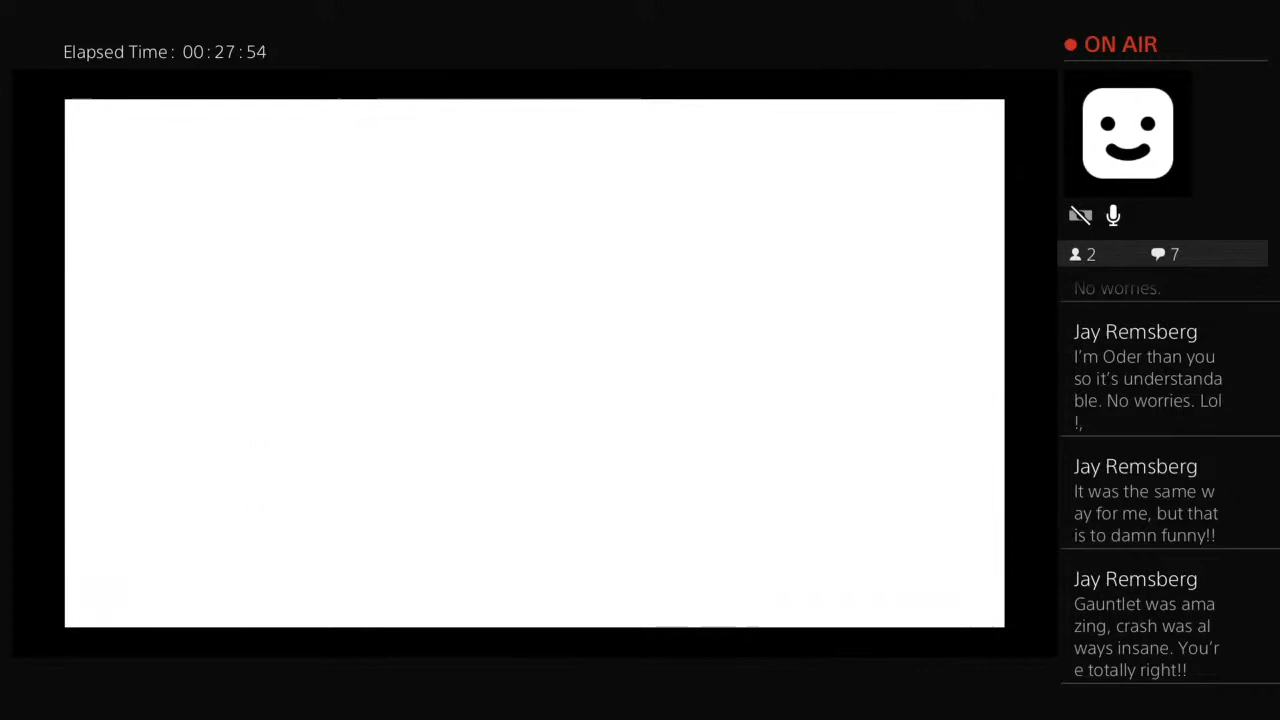 Elapsed Time: 00:27:54
ON AIR
2 7
No worries.
Jay Remsberg
I'm Oder than you
so it's understanda
ble. No worries. Lol
!,
Jay Remsberg
It was the same w
ay for me, but that
is to damn funny!!
Jay Remsberg
Gauntlet was ama
zing, crash was al
ways insane. You'r
e totally right!!